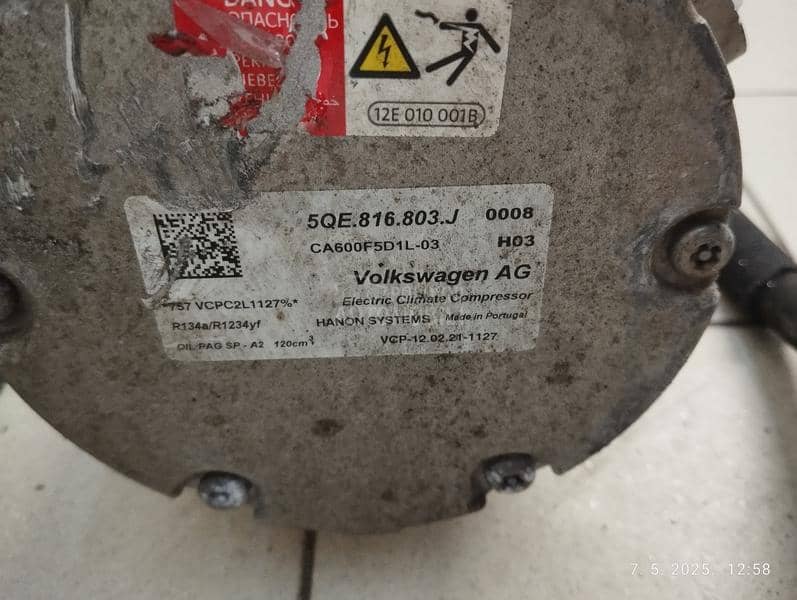 DANG
ОПАСНО
12E 010 001B
5QE.816.803.J 0008
CA600F5D1L-03 H03
Volkswagen AG
*757 VCPC2L1127%*
Electric Climate Compressor
R134a/R1234yf
HANON SYSTEMS Made in Portugal
OIL:PAG SP - A2 120cm³
VCP-12.02.21-1127
7. 5. 2025. 12:58